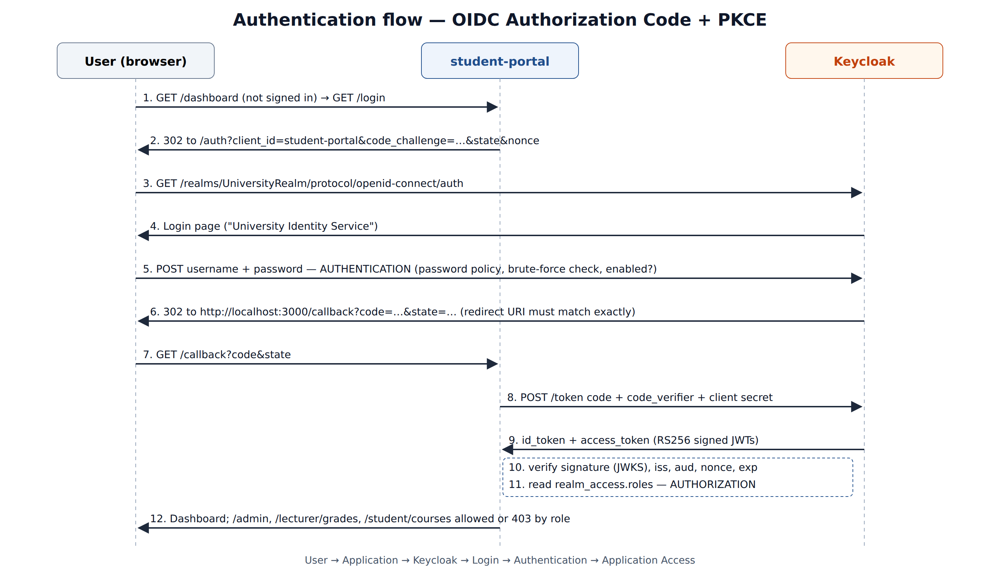 Authentication flow — OIDC Authorization Code + PKCE
User (browser)
student-portal
Keycloak
1. GET /dashboard (not signed in) → GET /login
2. 302 to /auth?client_id=student-portal&code_challenge=…&state&nonce
3. GET /realms/UniversityRealm/protocol/openid-connect/auth
4. Login page ("University Identity Service")
5. POST username + password — AUTHENTICATION (password policy, brute-force check, enabled?)
6. 302 to http://localhost:3000/callback?code=…&state=… (redirect URI must match exactly)
7. GET /callback?code&state
8. POST /token code + code_verifier + client secret
9. id_token + access_token (RS256 signed JWTs)
10. verify signature (JWKS), iss, aud, nonce, exp
11. read realm_access.roles — AUTHORIZATION
12. Dashboard; /admin, /lecturer/grades, /student/courses allowed or 403 by role
User → Application → Keycloak → Login → Authentication → Application Access